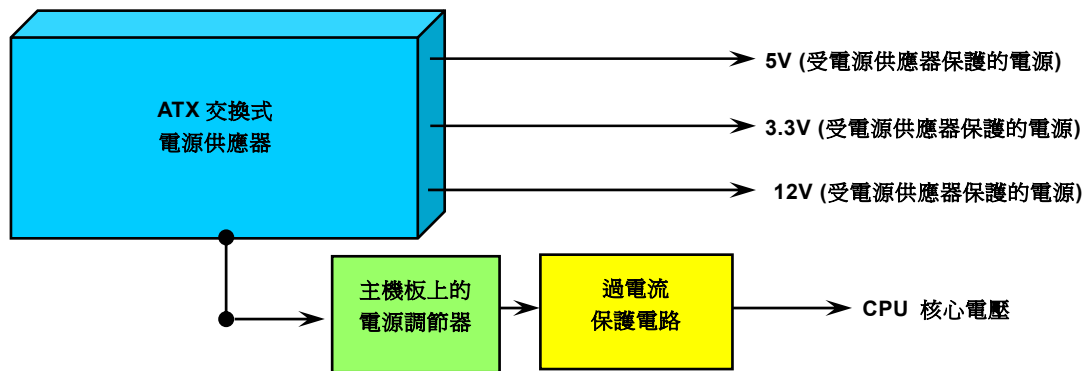 5V (受電源供應器保護的電源)
ATX 交換式
電源供應器
3.3V (受電源供應器保護的電源)
12V (受電源供應器保護的電源)
主機板上的
電源調節器
過電流
保護電路
CPU 核心電壓